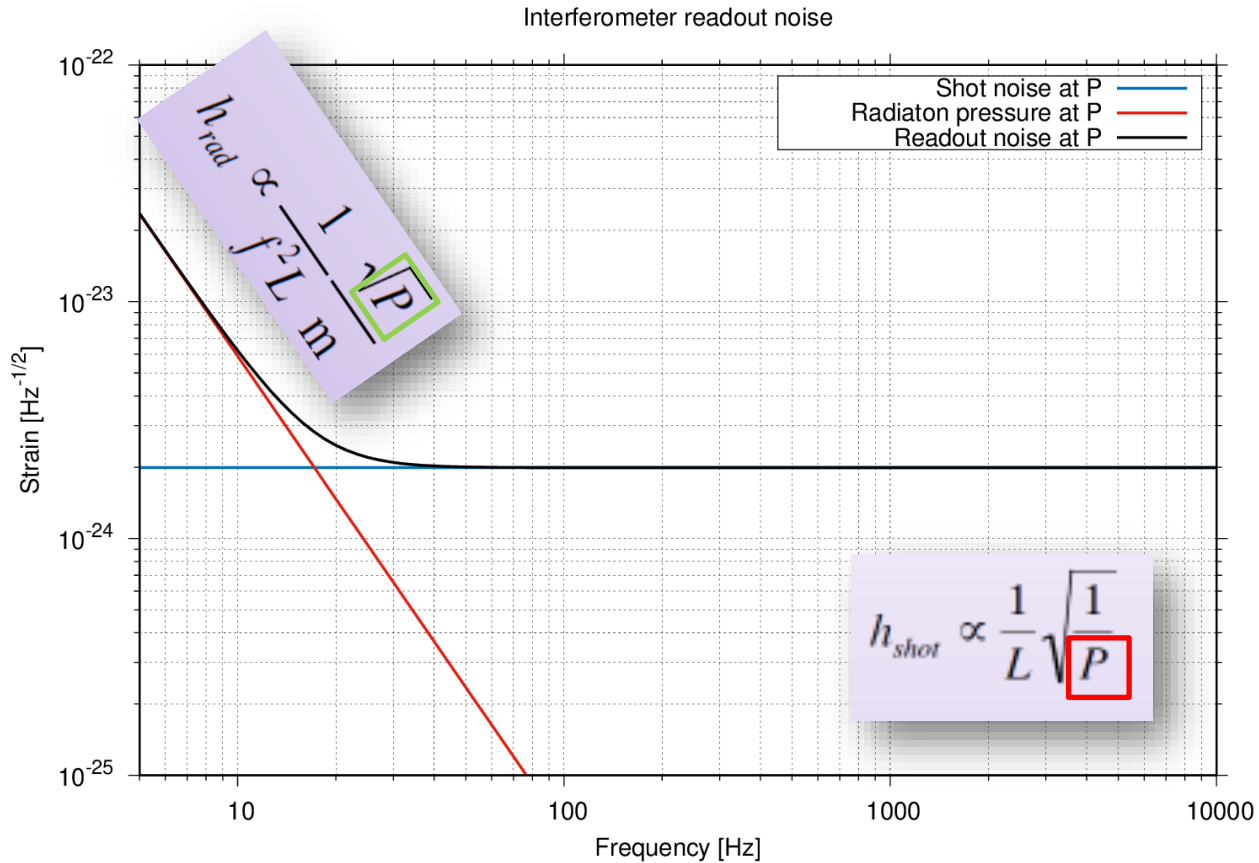 Interferometer readout noise
10^-22
10^-23
10^-24
10^-25
Strain [Hz^-1/2]
Shot noise at P
Radiaton pressure at P
Readout noise at P
h_rad ∝ 1/(f^2 L) √P/m
h_shot ∝ 1/L √(1/P)
10 100 1000 10000
Frequency [Hz]